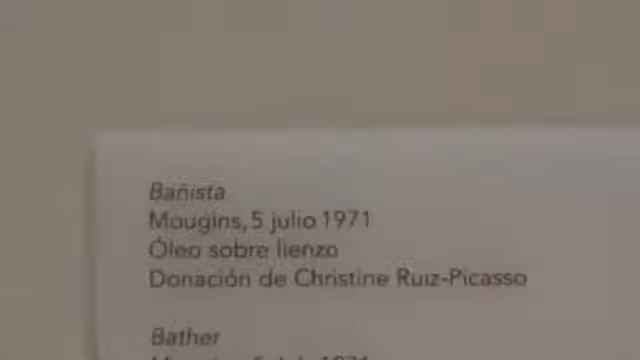 Bañista
Mougins, 5 julio 1971
Óleo sobre lienzo
Donación de Christine Ruiz-Picasso
Bather